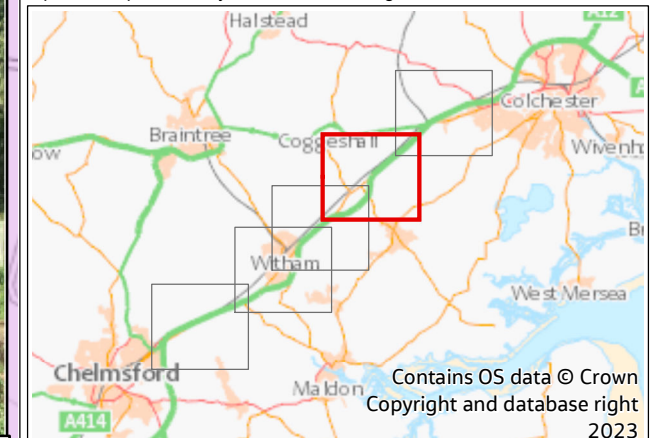 Halstead
A12
Colchester
Braintree
Coggeshall
ow
Wivenh
Witham
West Mersea
Chelmsford
Maldon
A414
Contains OS data © Crown
Copyright and database right
2023